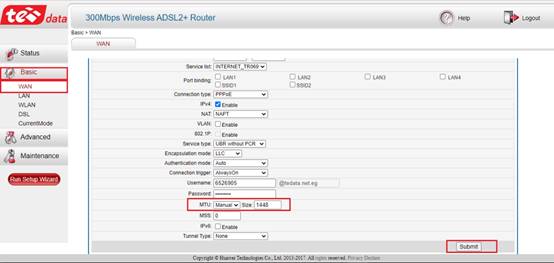 tedata
300Mbps Wireless ADSL2+ Router
Help
Logout
Basic > WAN
WAN
Status
Basic
WAN
LAN
WLAN
DSL
CurrentMode
Advanced
Maintenance
Run Setup Wizard
Service list: INTERNET_TR069
Port binding: LAN1 LAN2 LAN3 LAN4
SSID1 SSID2
Connection type: PPPoE
IPv4: Enable
NAT: NAPT
VLAN: Enable
802.1P: Enable
Service type: UBR without PCR
Encapsulation mode: LLC
Authentication mode: Auto
Connection trigger: AlwaysOn
Username: 6526905 @tedata.net.eg
Password: ••••••••
MTU: Manual Size: 1448
MSS: 0
IPv6: Enable
Tunnel Type: None
Submit
Copyright © Huawei Technologies Co., Ltd. 2013-2017. All rights reserved. Privacy Declare